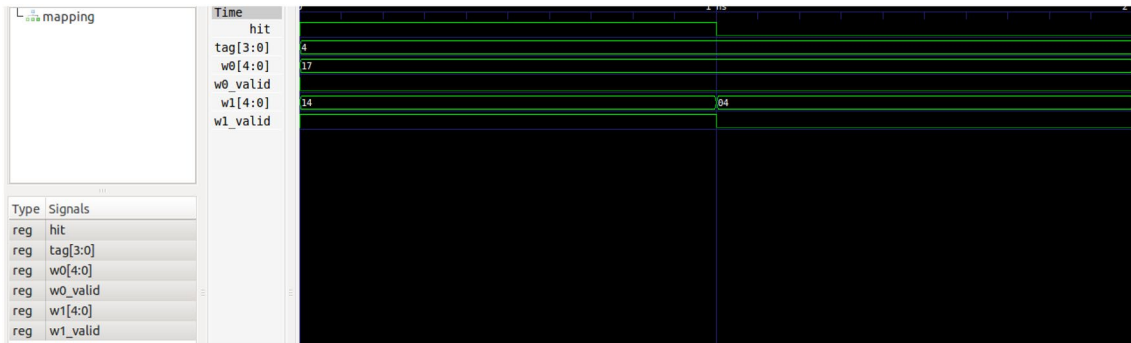 mapping
Type Signals
reg hit
reg tag[3:0]
reg w0[4:0]
reg w0_valid
reg w1[4:0]
reg w1_valid
Time
hit
tag[3:0]
w0[4:0]
w0_valid
w1[4:0]
w1_valid
1 ns 2
4
17
14 04